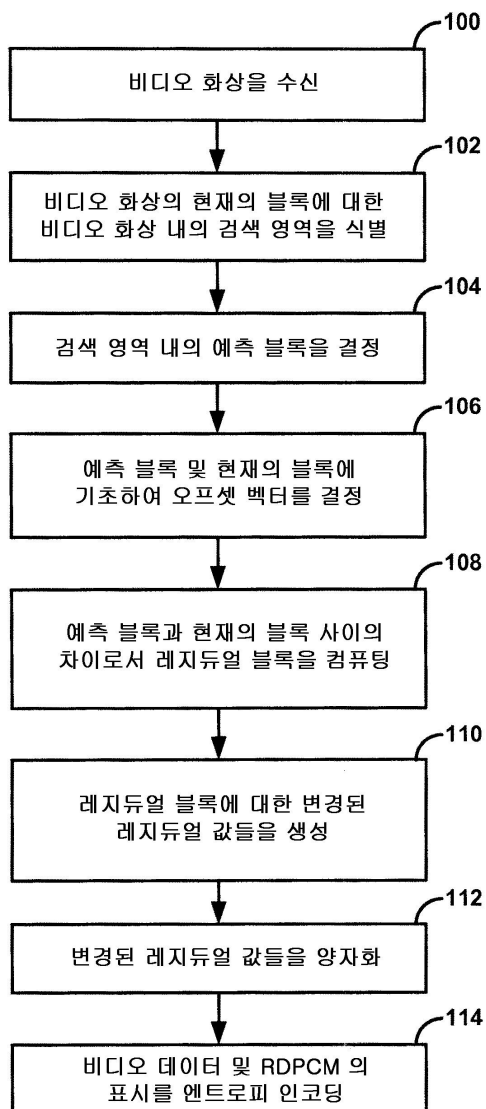 100
비디오 화상을 수신
102
비디오 화상의 현재의 블록에 대한
비디오 화상 내의 검색 영역을 식별
104
검색 영역 내의 예측 블록을 결정
106
예측 블록 및 현재의 블록에
기초하여 오프셋 벡터를 결정
108
예측 블록과 현재의 블록 사이의
차이로서 레지듀얼 블록을 컴퓨팅
110
레지듀얼 블록에 대한 변경된
레지듀얼 값들을 생성
112
변경된 레지듀얼 값들을 양자화
114
비디오 데이터 및 RDPCM 의
표시를 엔트로피 인코딩